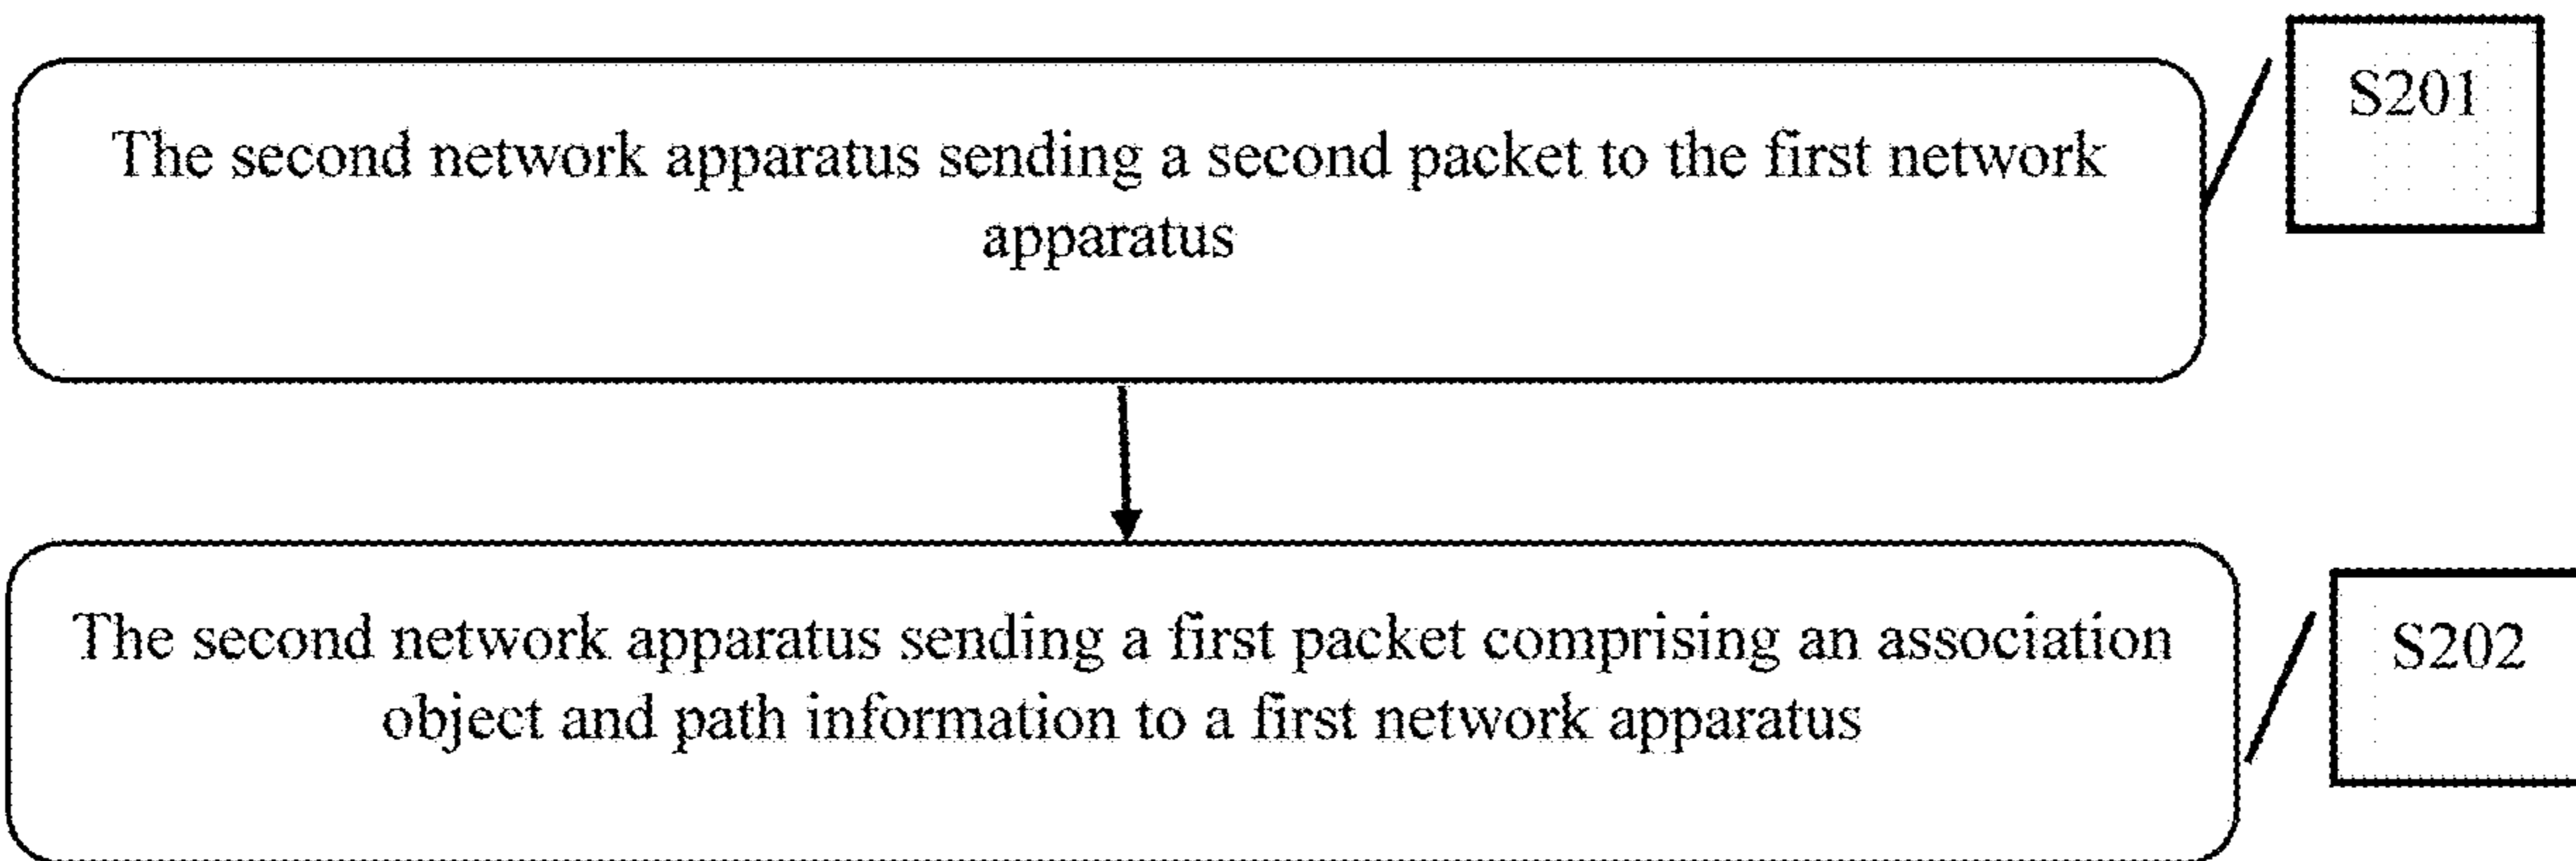 The second network apparatus sending a second packet to the first network
apparatus
S201
The second network apparatus sending a first packet comprising an association
object and path information to a first network apparatus
S202